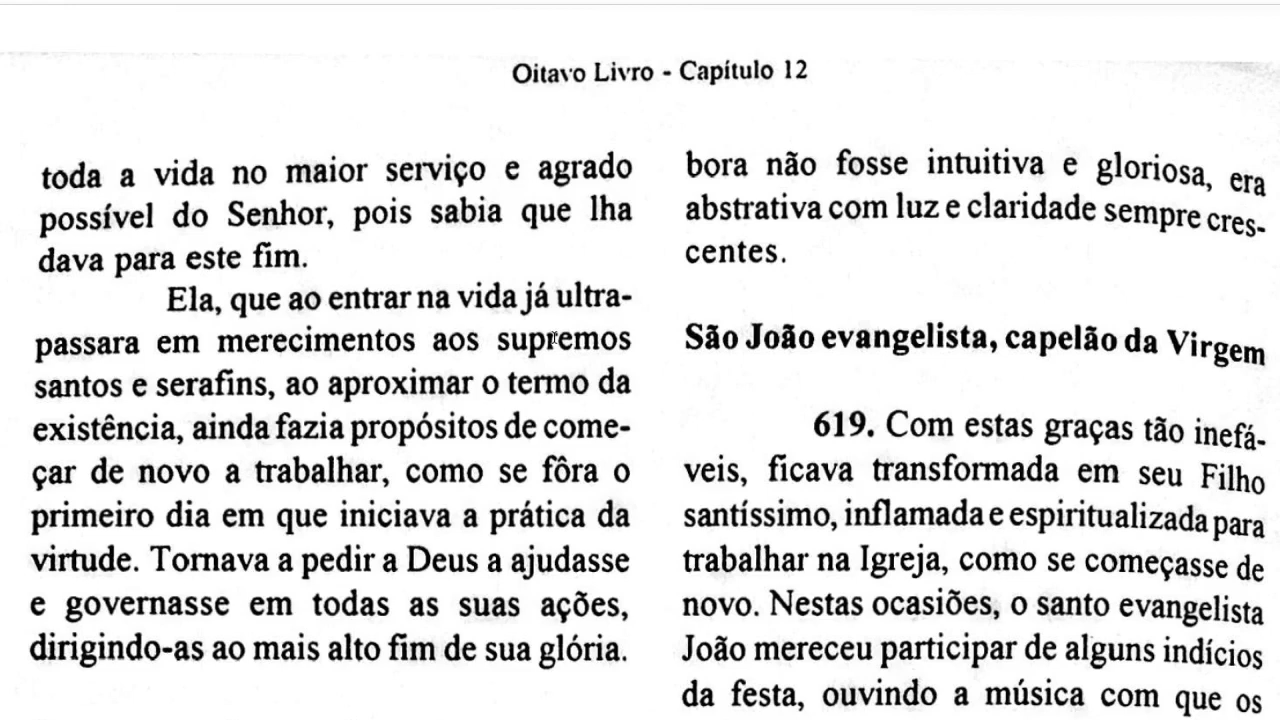 Oitavo Livro - Capítulo 12
toda a vida no maior serviço e agrado
possível do Senhor, pois sabia que lha
dava para este fim.
Ela, que ao entrar na vida já ultra-
passara em merecimentos aos supremos
santos e serafins, ao aproximar o termo da
existência, ainda fazia propósitos de come-
çar de novo a trabalhar, como se fôra o
primeiro dia em que iniciava a prática da
virtude. Tornava a pedir a Deus a ajudasse
e governasse em todas as suas ações,
dirigindo-as ao mais alto fim de sua glória.
bora não fosse intuitiva e gloriosa, era
abstrativa com luz e claridade sempre cres-
centes.
São João evangelista, capelão da Virgem
619. Com estas graças tão inefá-
veis, ficava transformada em seu Filho
santíssimo, inflamada e espiritualizada para
trabalhar na Igreja, como se começasse de
novo. Nestas ocasiões, o santo evangelista
João mereceu participar de alguns indícios
da festa, ouvindo a música com que os